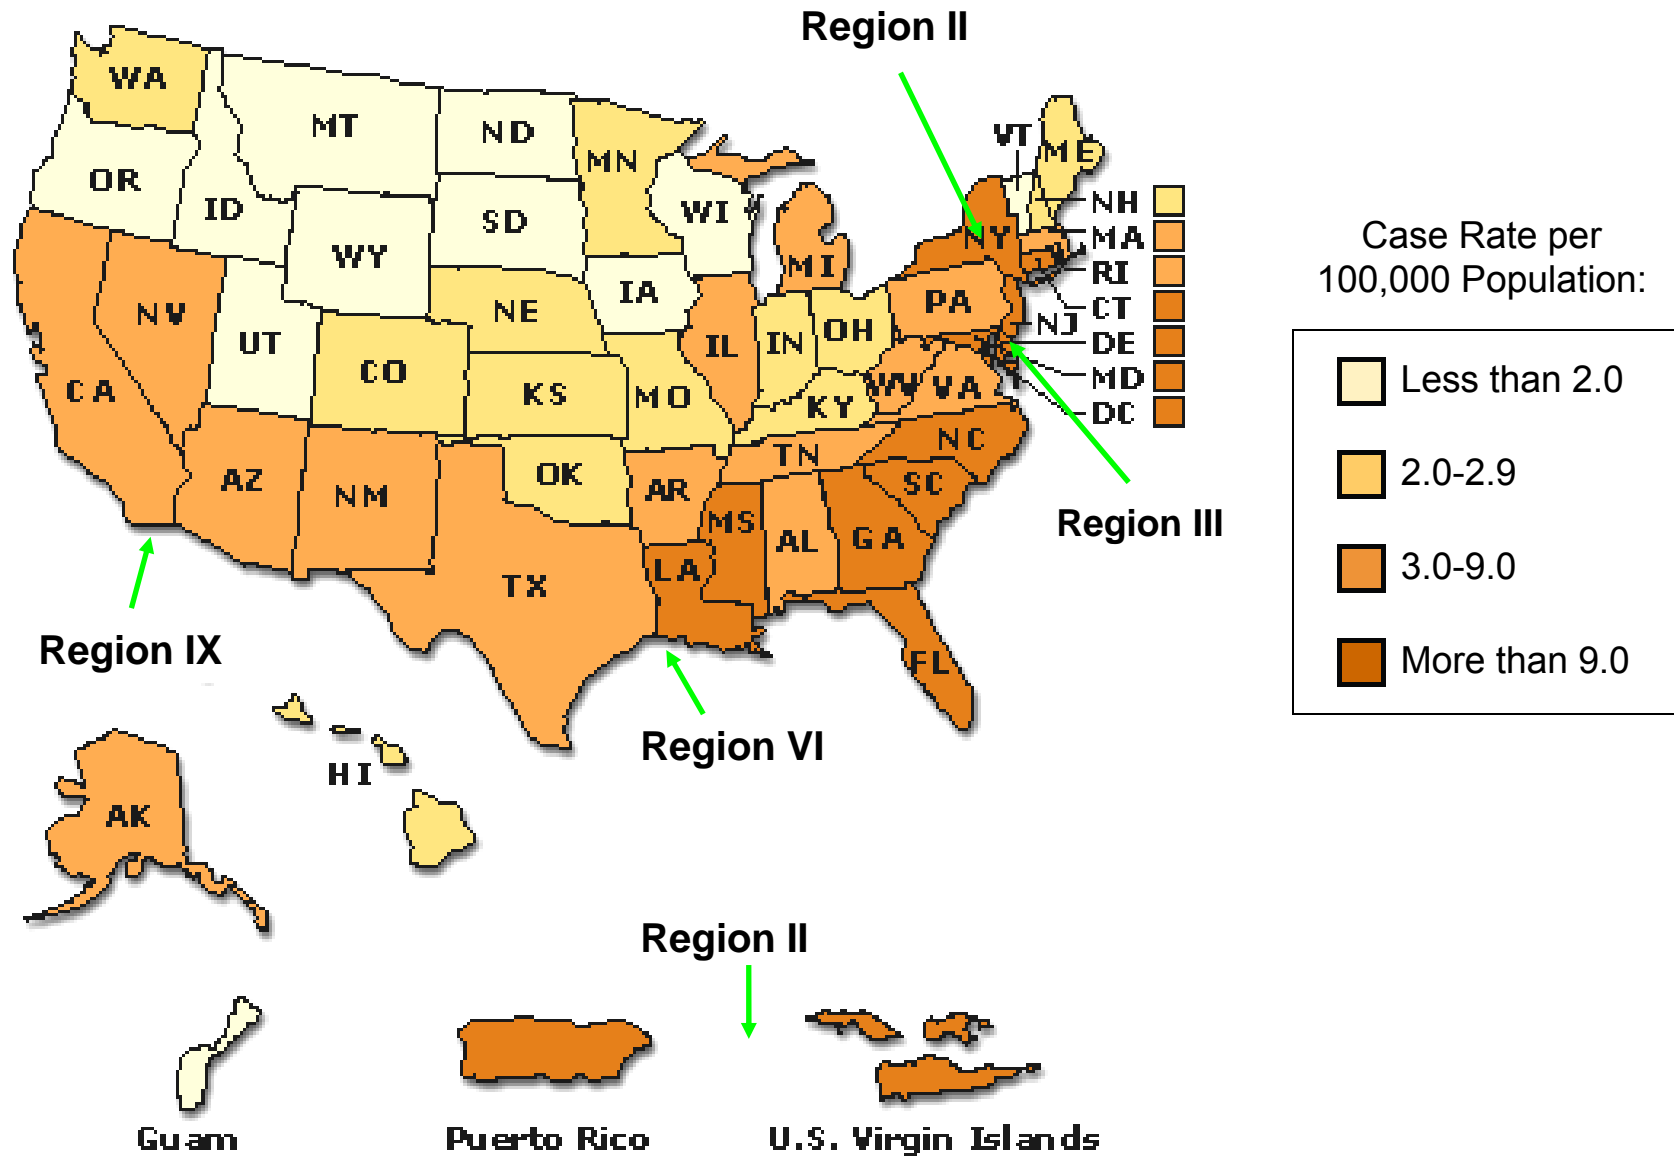 Region II
WA
MT
ND
MN
VT
ME
OR
ID
SD
WI
NH
WY
NY
MA
MI
RI
NV
NE
IA
PA
CT
UT
IL
IN
OH
NJ
DE
CA
CO
KS
MO
WV
VA
MD
KY
DC
NC
AZ
NM
OK
AR
TN
SC
MS
AL
GA
Region III
TX
LA
FL
Region IX
Region VI
HI
AK
Region II
Guam
Puerto Rico
U.S. Virgin Islands
Case Rate per
100,000 Population:
Less than 2.0
2.0-2.9
3.0-9.0
More than 9.0